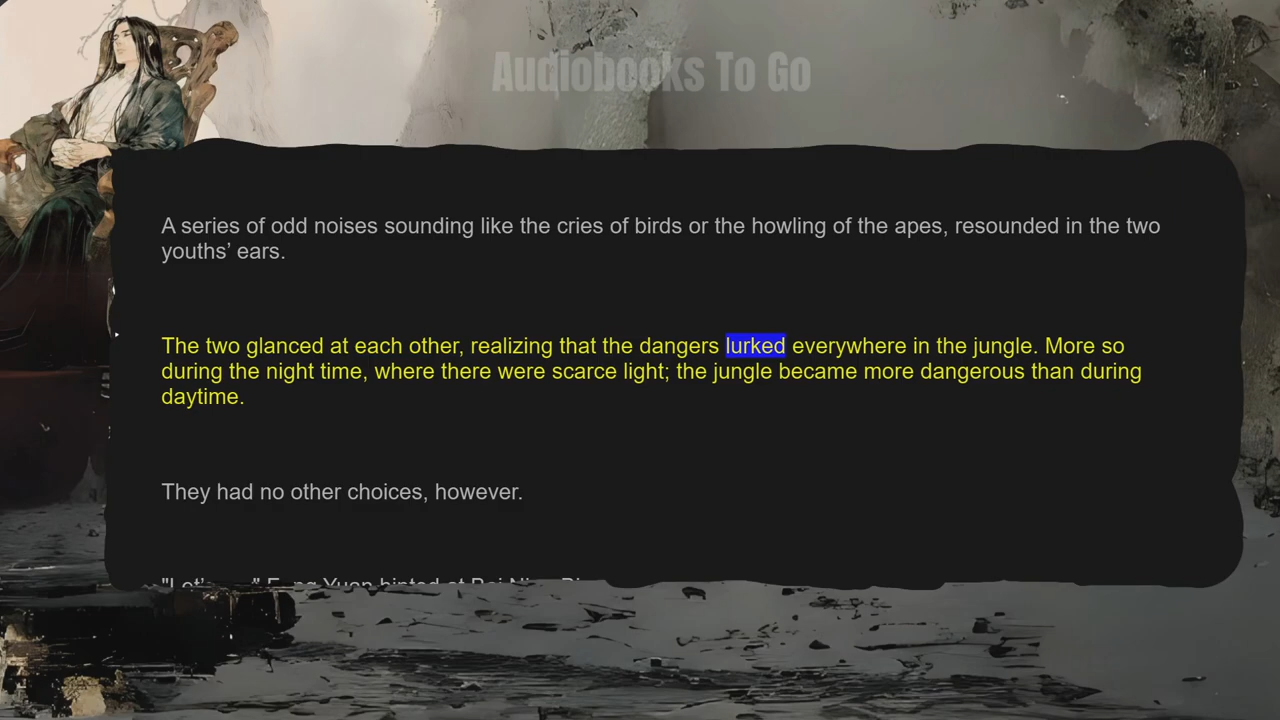 Audiobooks To Go
A series of odd noises sounding like the cries of birds or the howling of the apes, resounded in the two
youths’ ears.
The two glanced at each other, realizing that the dangers lurked everywhere in the jungle. More so
during the night time, where there were scarce light; the jungle became more dangerous than during
daytime.
They had no other choices, however.